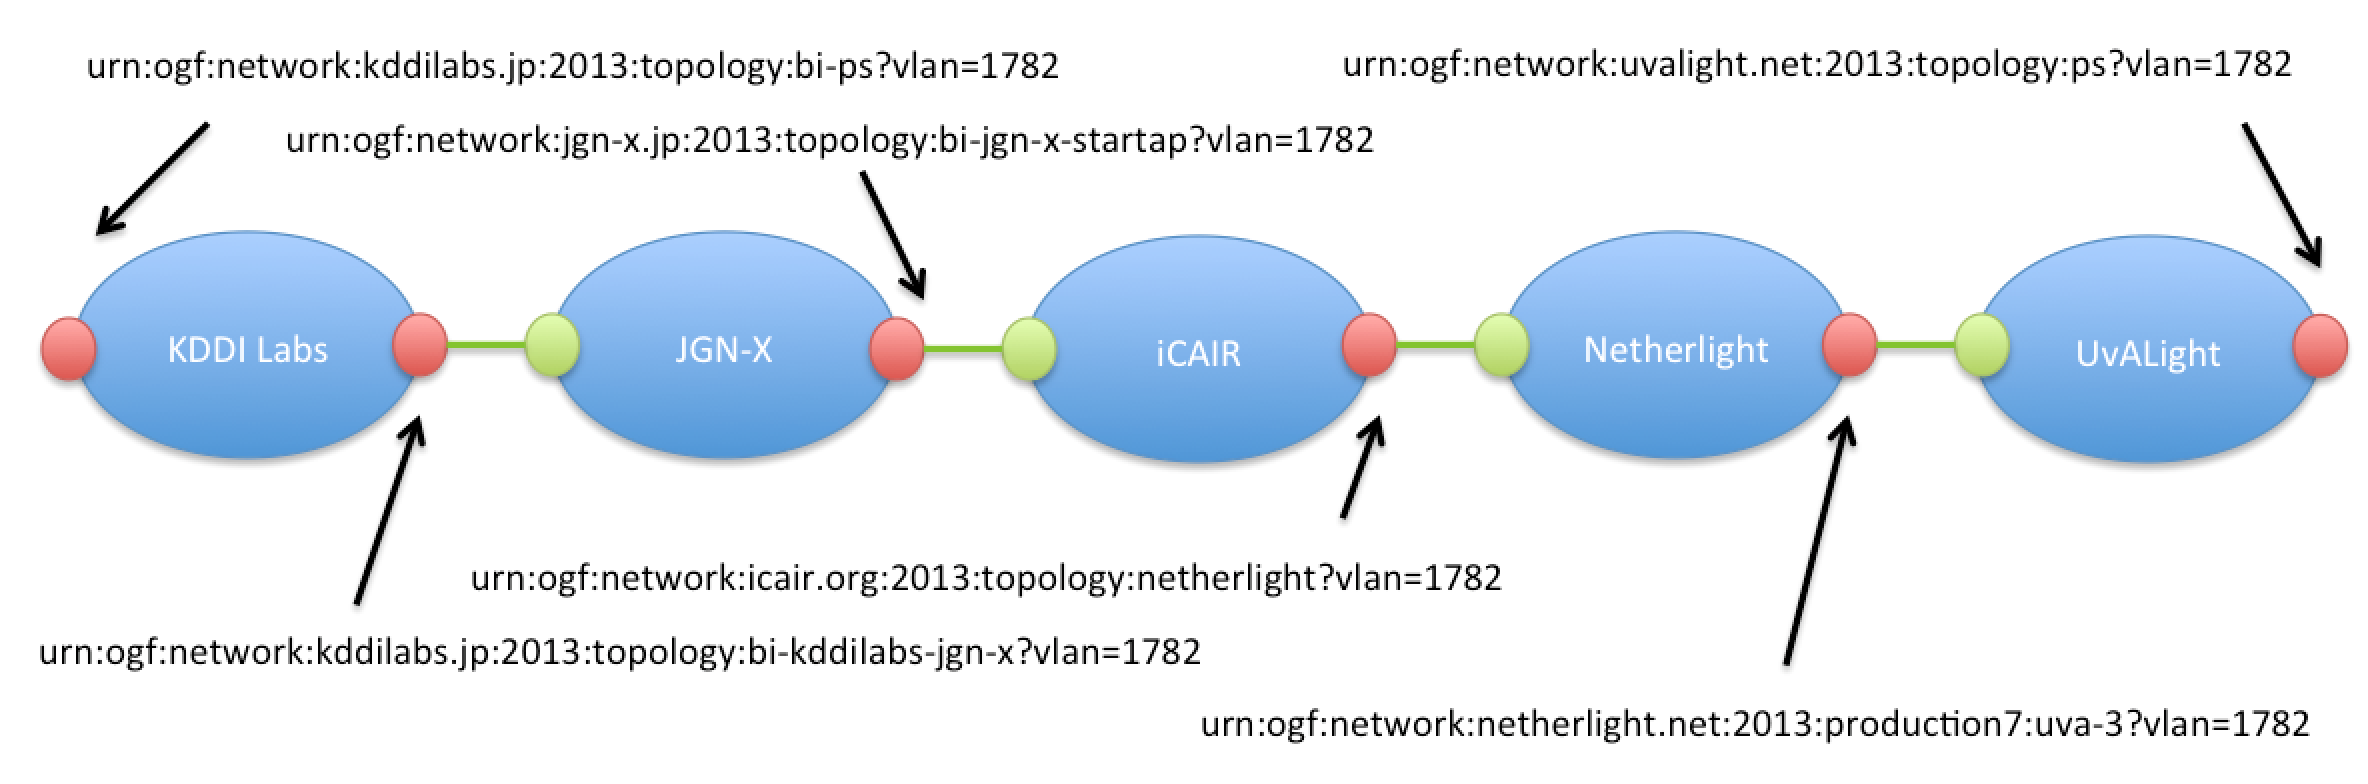 urn:ogf:network:kddilabs.jp:2013:topology:bi-ps?vlan=1782
urn:ogf:network:uvalight.net:2013:topology:ps?vlan=1782
urn:ogf:network:jgn-x.jp:2013:topology:bi-jgn-x-startap?vlan=1782
KDDI Labs
JGN-X
iCAIR
Netherlight
UvALight
urn:ogf:network:icair.org:2013:topology:netherlight?vlan=1782
urn:ogf:network:kddilabs.jp:2013:topology:bi-kddilabs-jgn-x?vlan=1782
urn:ogf:network:netherlight.net:2013:production7:uva-3?vlan=1782